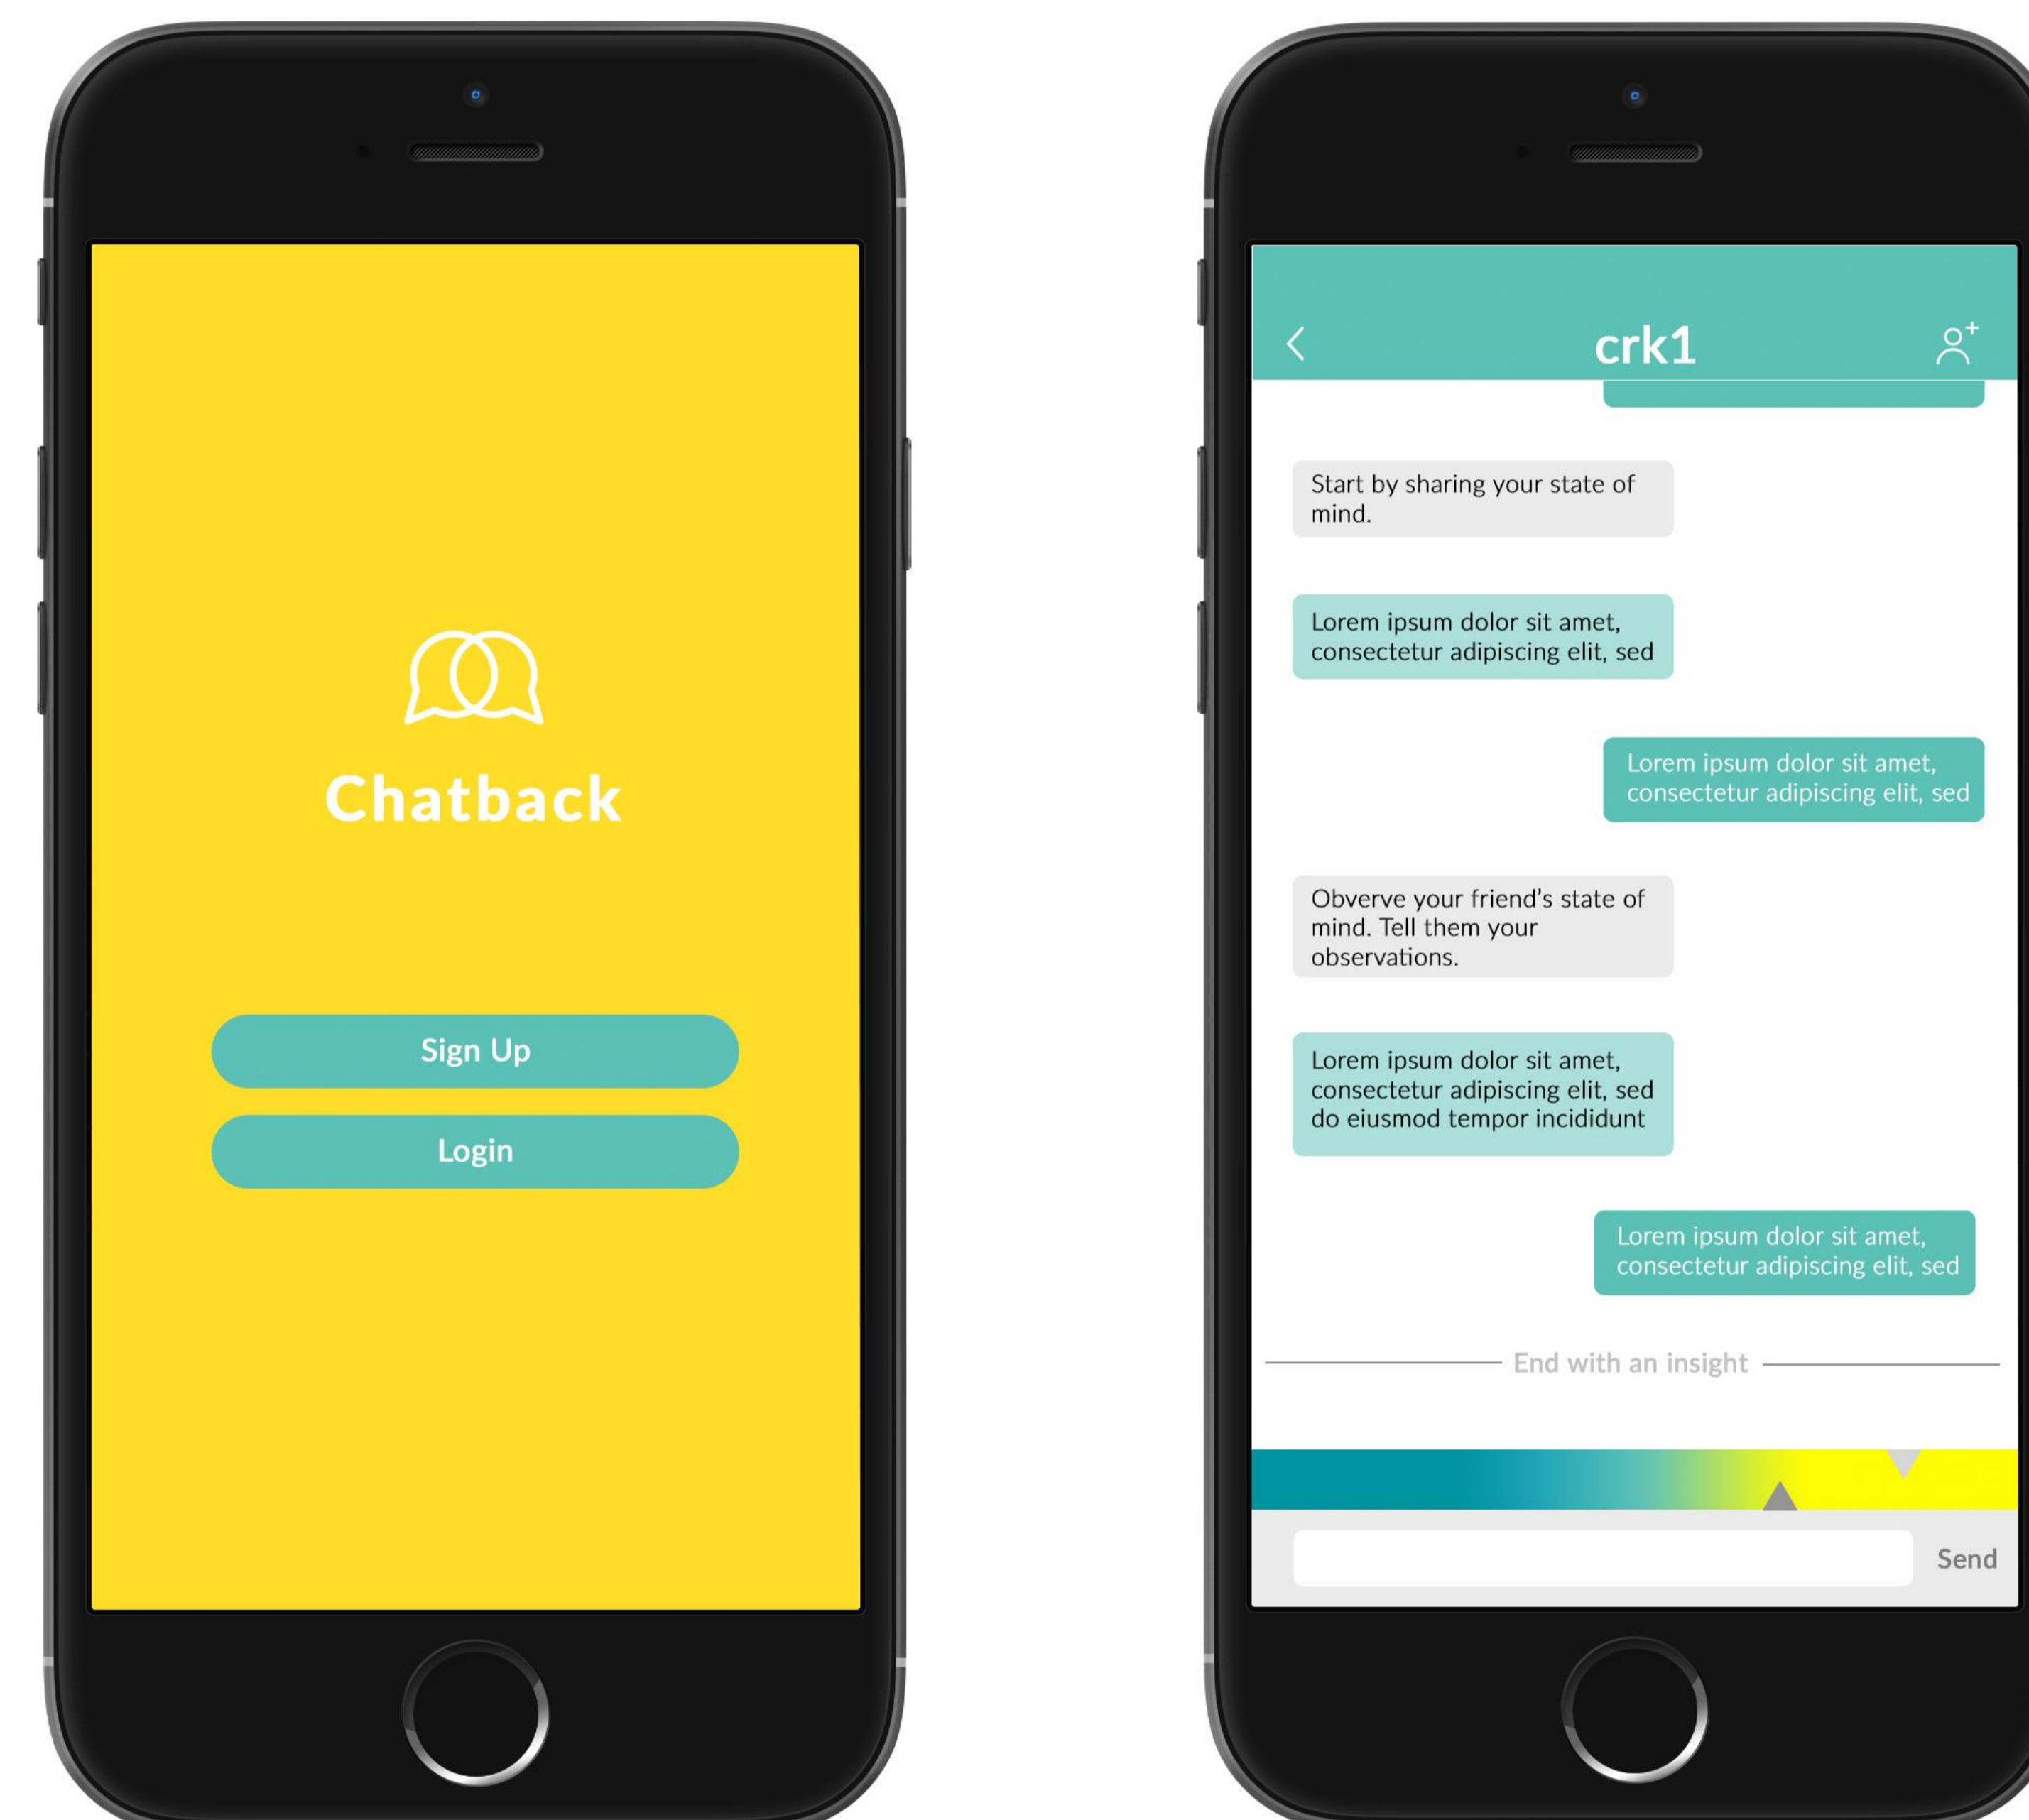 Chatback
Sign Up
Login
crk1
Start by sharing your state of
mind.
Lorem ipsum dolor sit amet,
consectetur adipiscing elit, sed
Lorem ipsum dolor sit amet,
consectetur adipiscing elit, sed
Obverve your friend's state of
mind. Tell them your
observations.
Lorem ipsum dolor sit amet,
consectetur adipiscing elit, sed
do eiusmod tempor incididunt
Lorem ipsum dolor sit amet,
consectetur adipiscing elit, sed
End with an insight
Send